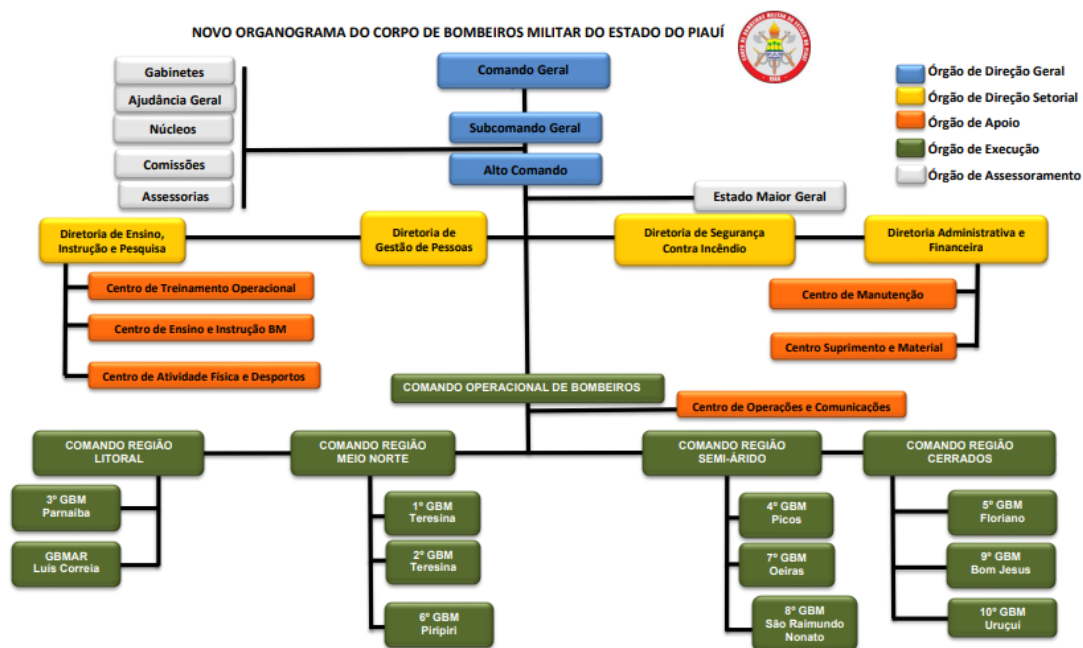 NOVO ORGANOGRAMA DO CORPO DE BOMBEIROS MILITAR DO ESTADO DO PIAUÍ
Gabinetes
Ajudância Geral
Núcleos
Comissões
Assessorias
Comando Geral
Subcomando Geral
Alto Comando
Estado Maior Geral
Órgão de Direção Geral
Órgão de Direção Setorial
Órgão de Apoio
Órgão de Execução
Órgão de Assessoramento
Diretoria de Ensino,
Instrução e Pesquisa
Diretoria de
Gestão de Pessoas
Diretoria de Segurança
Contra Incêndio
Diretoria Administrativa e
Financeira
Centro de Treinamento Operacional
Centro de Ensino e Instrução BM
Centro de Atividade Física e Desportos
Centro de Manutenção
Centro Suprimento e Material
COMANDO OPERACIONAL DE BOMBEIROS
Centro de Operações e Comunicações
COMANDO REGIÃO
LITORAL
COMANDO REGIÃO
MEIO NORTE
COMANDO REGIÃO
SEMI-ÁRIDO
COMANDO REGIÃO
CERRADOS
3º GBM
Parnaíba
GBMAR
Luís Correia
1º GBM
Teresina
2º GBM
Teresina
6º GBM
Piripiri
4º GBM
Picos
7º GBM
Oeiras
8º GBM
São Raimundo
Nonato
5º GBM
Floriano
9º GBM
Bom Jesus
10º GBM
Uruçuí